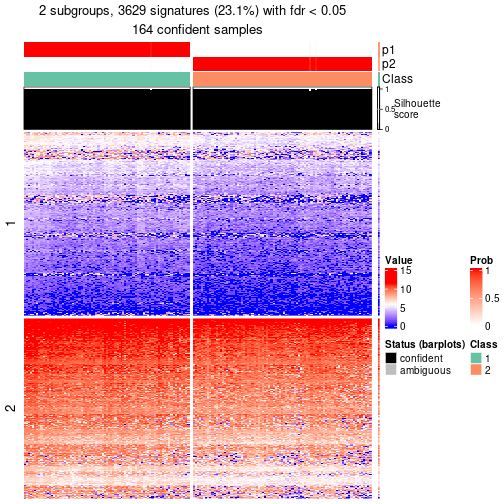 2 subgroups, 3629 signatures (23.1%) with fdr < 0.05
164 confident samples
p1
p2
Class
1
0.5
0
Silhouette
score
1
2
Value
15
10
5
0
Prob
1
0.5
0
Status (barplots)
confident
ambiguous
Class
1
2